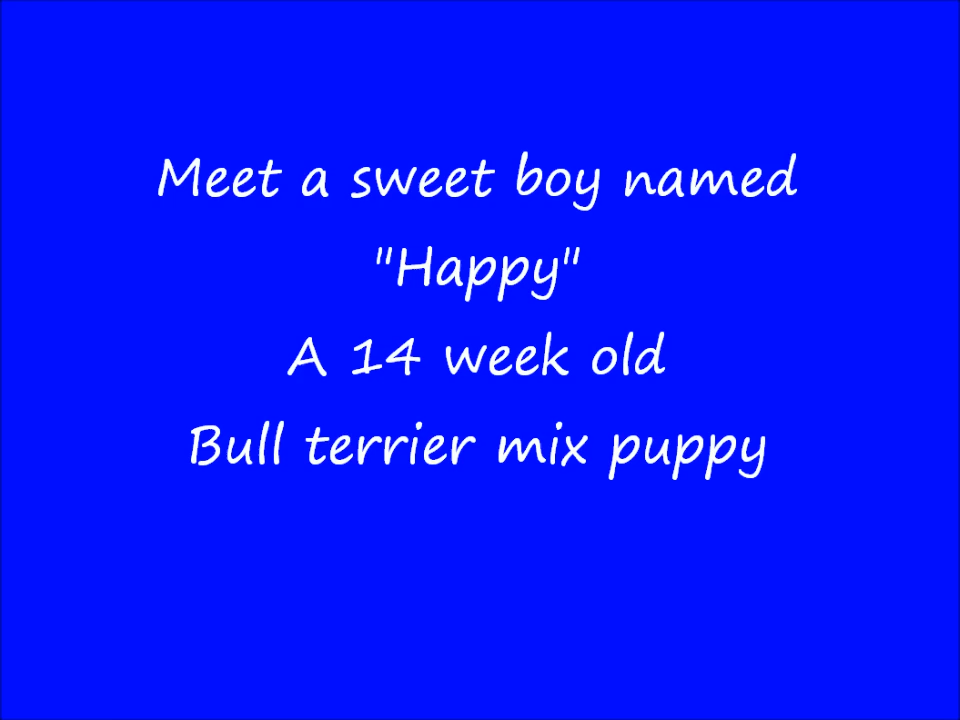 Meet a sweet boy named
"Happy"
A 14 week old
Bull terrier mix puppy